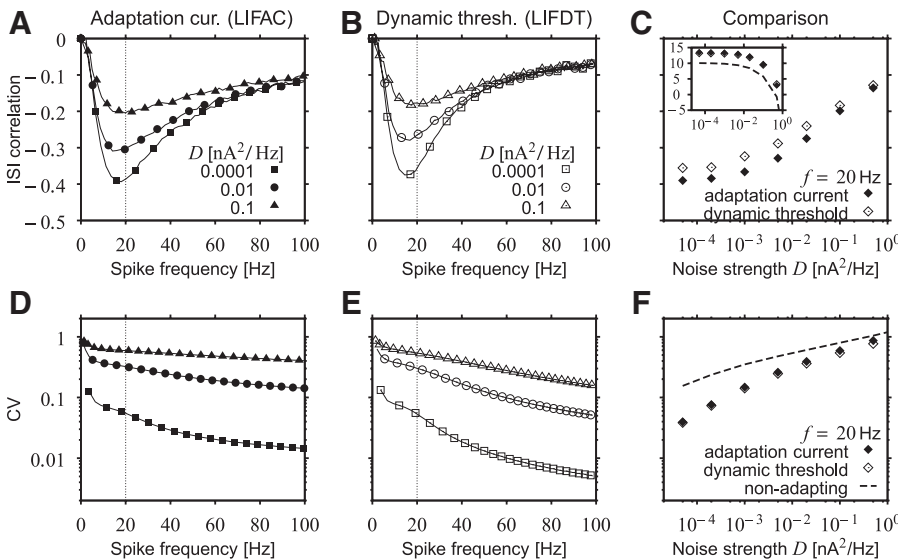 A Adaptation cur. (LIFAC)
B Dynamic thresh. (LIFDT)
C Comparison
ISI correlation
0
−0.1
−0.2
−0.3
−0.4
−0.5
D [nA²/Hz]
0.0001
0.01
0.1
0 20 40 60 80 100
Spike frequency [Hz]
D [nA²/Hz]
0.0001
0.01
0.1
0 20 40 60 80 100
Spike frequency [Hz]
15
10
5
0
−5
10⁻⁴ 10⁻² 10⁰
f = 20 Hz
adaptation current
dynamic threshold
10⁻⁴ 10⁻³ 10⁻² 10⁻¹ 10⁰
Noise strength D [nA²/Hz]
D
E
F
CV
1
0.1
0.01
0 20 40 60 80 100
Spike frequency [Hz]
0 20 40 60 80 100
Spike frequency [Hz]
f = 20 Hz
adaptation current
dynamic threshold
non-adapting
10⁻⁴ 10⁻³ 10⁻² 10⁻¹ 10⁰
Noise strength D [nA²/Hz]